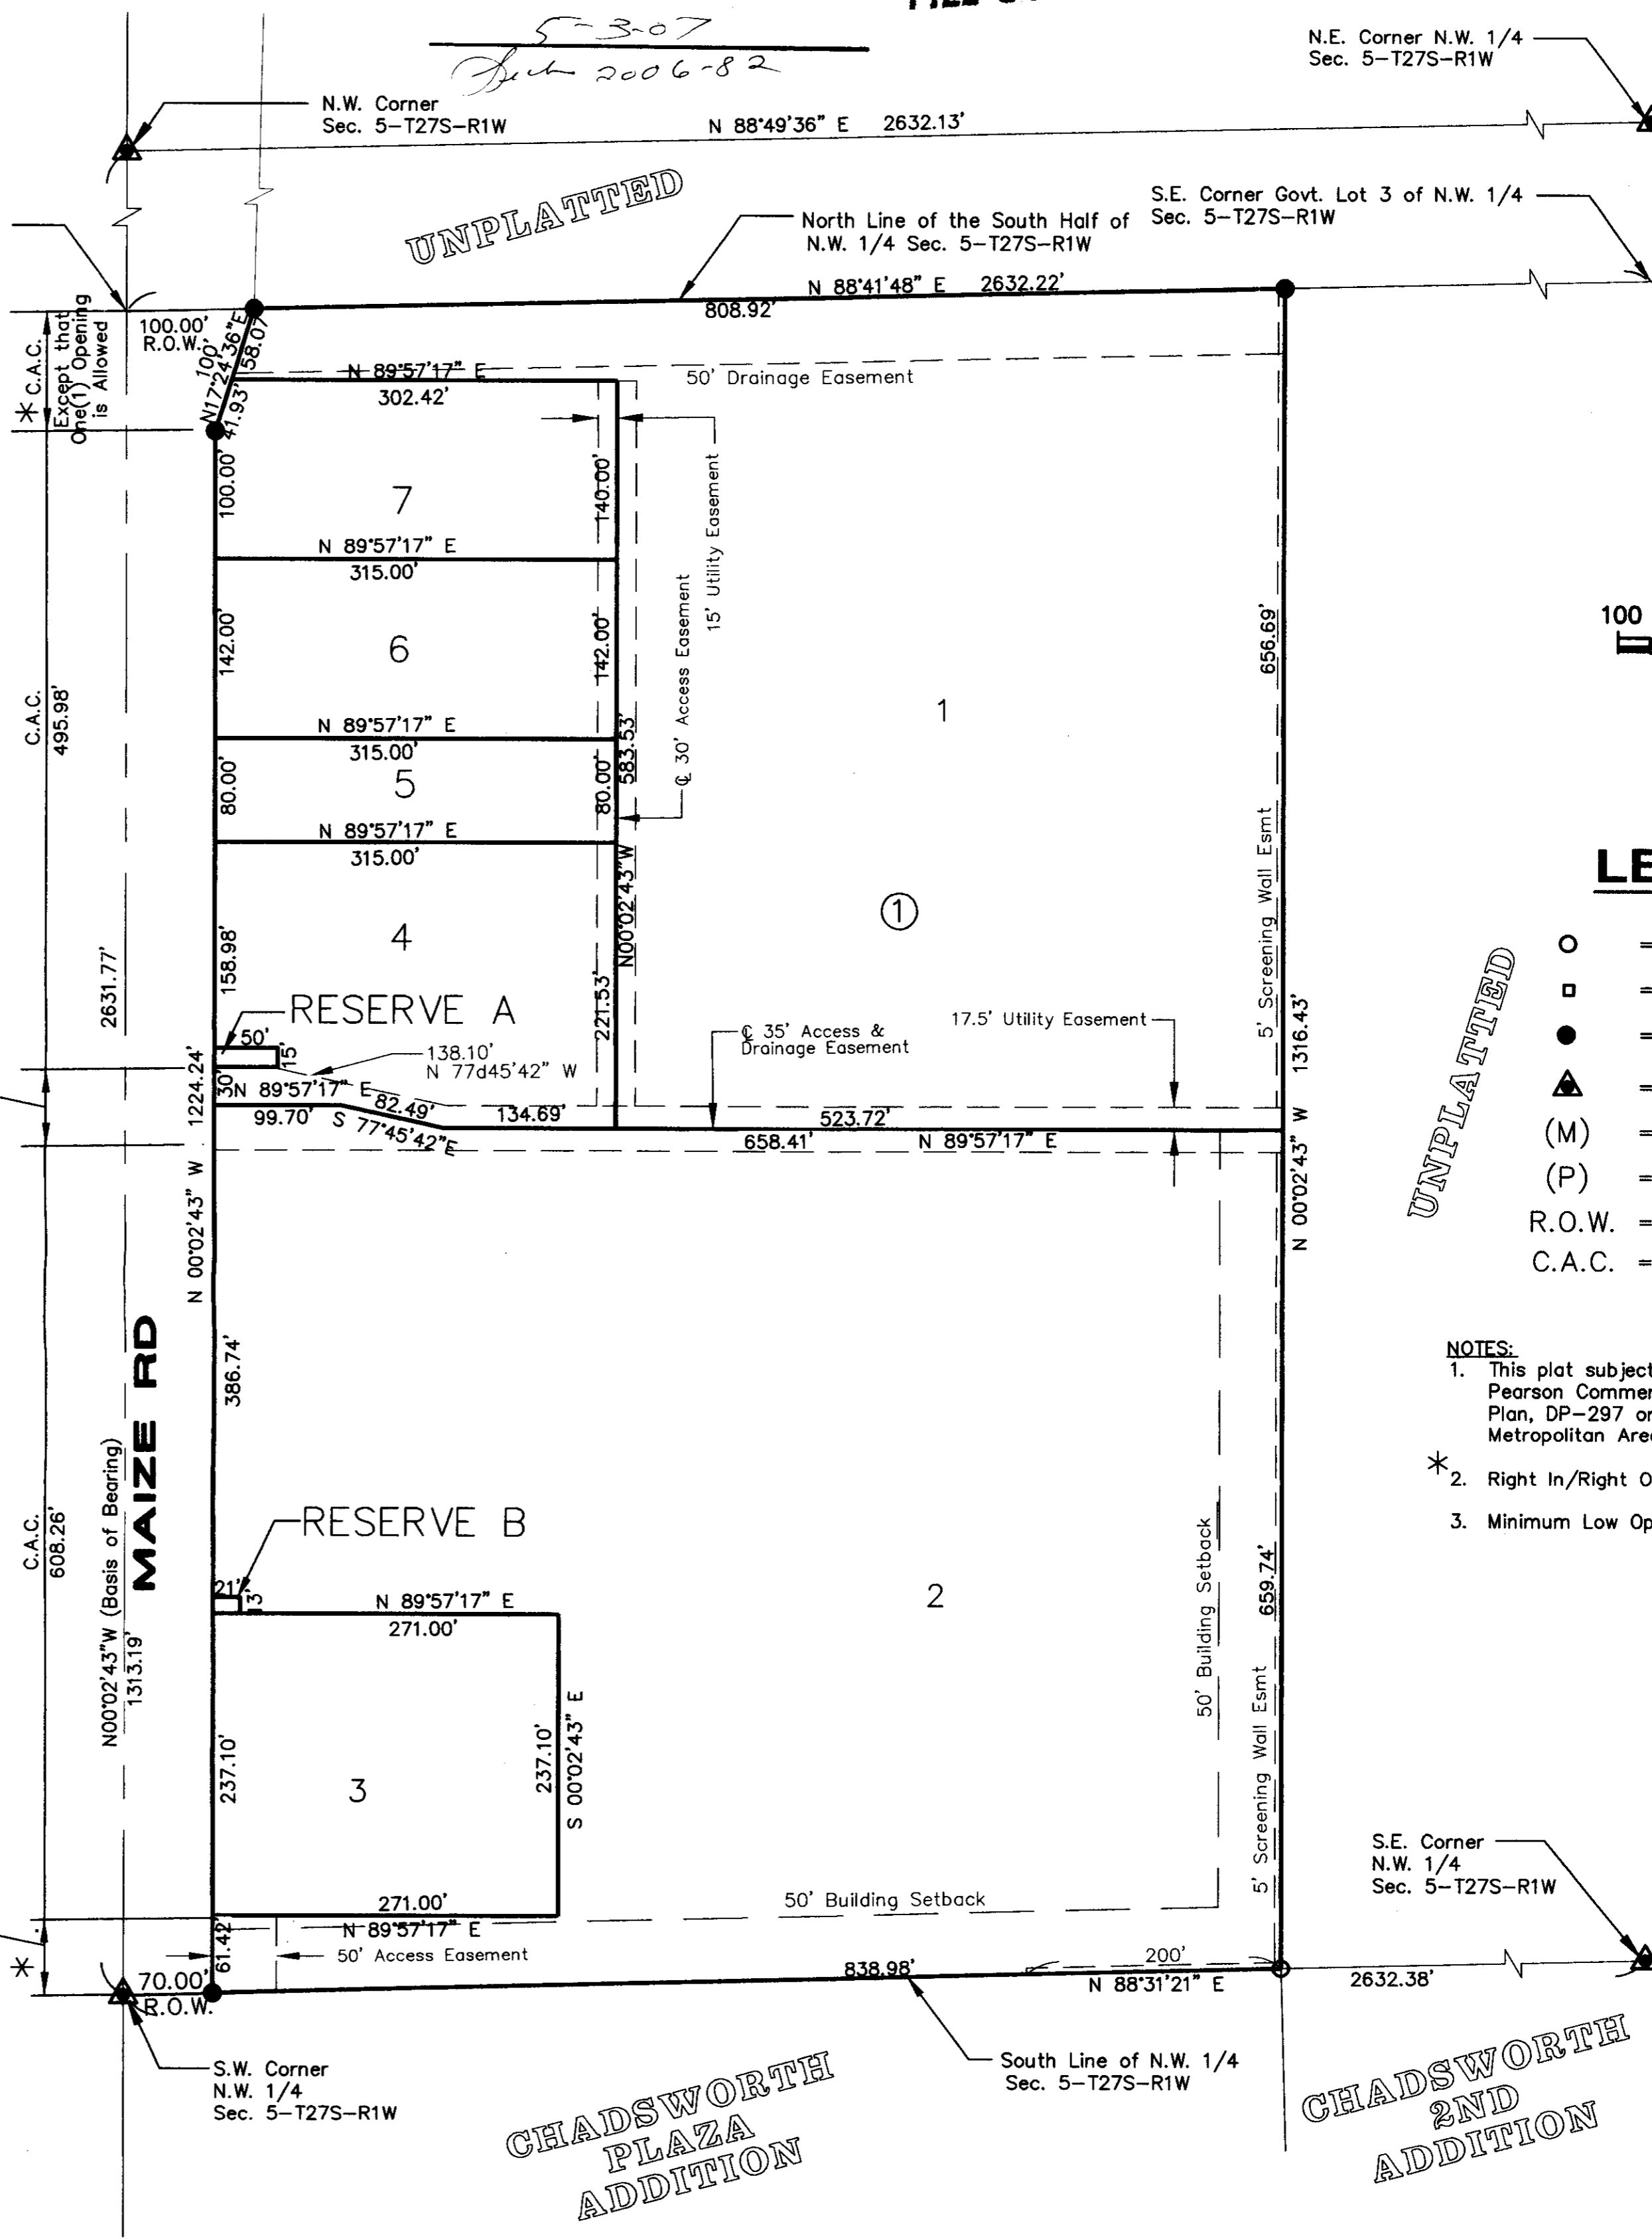 5-3-07
2006-82
N.W. Corner
Sec. 5-T27S-R1W
N 88°49'36" E 2632.13'
N.E. Corner N.W. 1/4
Sec. 5-T27S-R1W
UNPLATTED
North Line of the South Half of
N.W. 1/4 Sec. 5-T27S-R1W
S.E. Corner Govt. Lot 3 of N.W. 1/4
Sec. 5-T27S-R1W
N 88°41'48" E 2632.22'
808.92'
100.00'
R.O.W.
* C.A.C.
Except that
One(1) Opening
is Allowed
N17°24'36"E
100'
58.07'
41.93'
N 89°57'17" E
302.42'
50' Drainage Easement
100.00'
7
140.00'
15' Utility Easement
N 89°57'17" E
315.00'
142.00'
6
142.00'
℄ 30' Access Easement
656.69'
1
100
C.A.C.
495.98'
N 89°57'17" E
315.00'
80.00'
5
80.00'
583.53'
N 89°57'17" E
315.00'
N00°02'43"W
5' Screening Wall Esmt
1
LE
158.98'
4
221.53'
2631.77'
UNPLATTED
=
=
=
=
(M) =
(P) =
R.O.W. =
C.A.C. =
RESERVE A
50'
15'
138.10'
N 77d45'42" W
℄ 35' Access &
Drainage Easement
17.5' Utility Easement
1316.43'
N 00°02'43" W
1224.24'
N 00°02'43" W
30'
N 89°57'17" E
99.70'
82.49'
S 77°45'42"E
134.69'
523.72'
658.41' N 89°57'17" E
386.74'
MAIZE RD
N00°02'43"W (Basis of Bearing)
1313.19'
C.A.C.
608.26'
NOTES:
1. This plat subject
Pearson
Plan, DP-297
Metropolitan
* 2. Right In/Right
3. Minimum Low
RESERVE B
21'
13'
N 89°57'17" E
271.00'
2
50' Building Setback
659.74'
5' Screening Wall Esmt
237.10'
3
237.10'
S 00°02'43" E
271.00'
N 89°57'17" E
50' Building Setback
S.E. Corner
N.W. 1/4
Sec. 5-T27S-R1W
*
61.42'
50' Access Easement
70.00'
R.O.W.
838.98'
200'
N 88°31'21" E
2632.38'
S.W. Corner
N.W. 1/4
Sec. 5-T27S-R1W
South Line of N.W. 1/4
Sec. 5-T27S-R1W
CHADSWORTH
PLAZA
ADDITION
CHADSWORTH
2ND
ADDITION